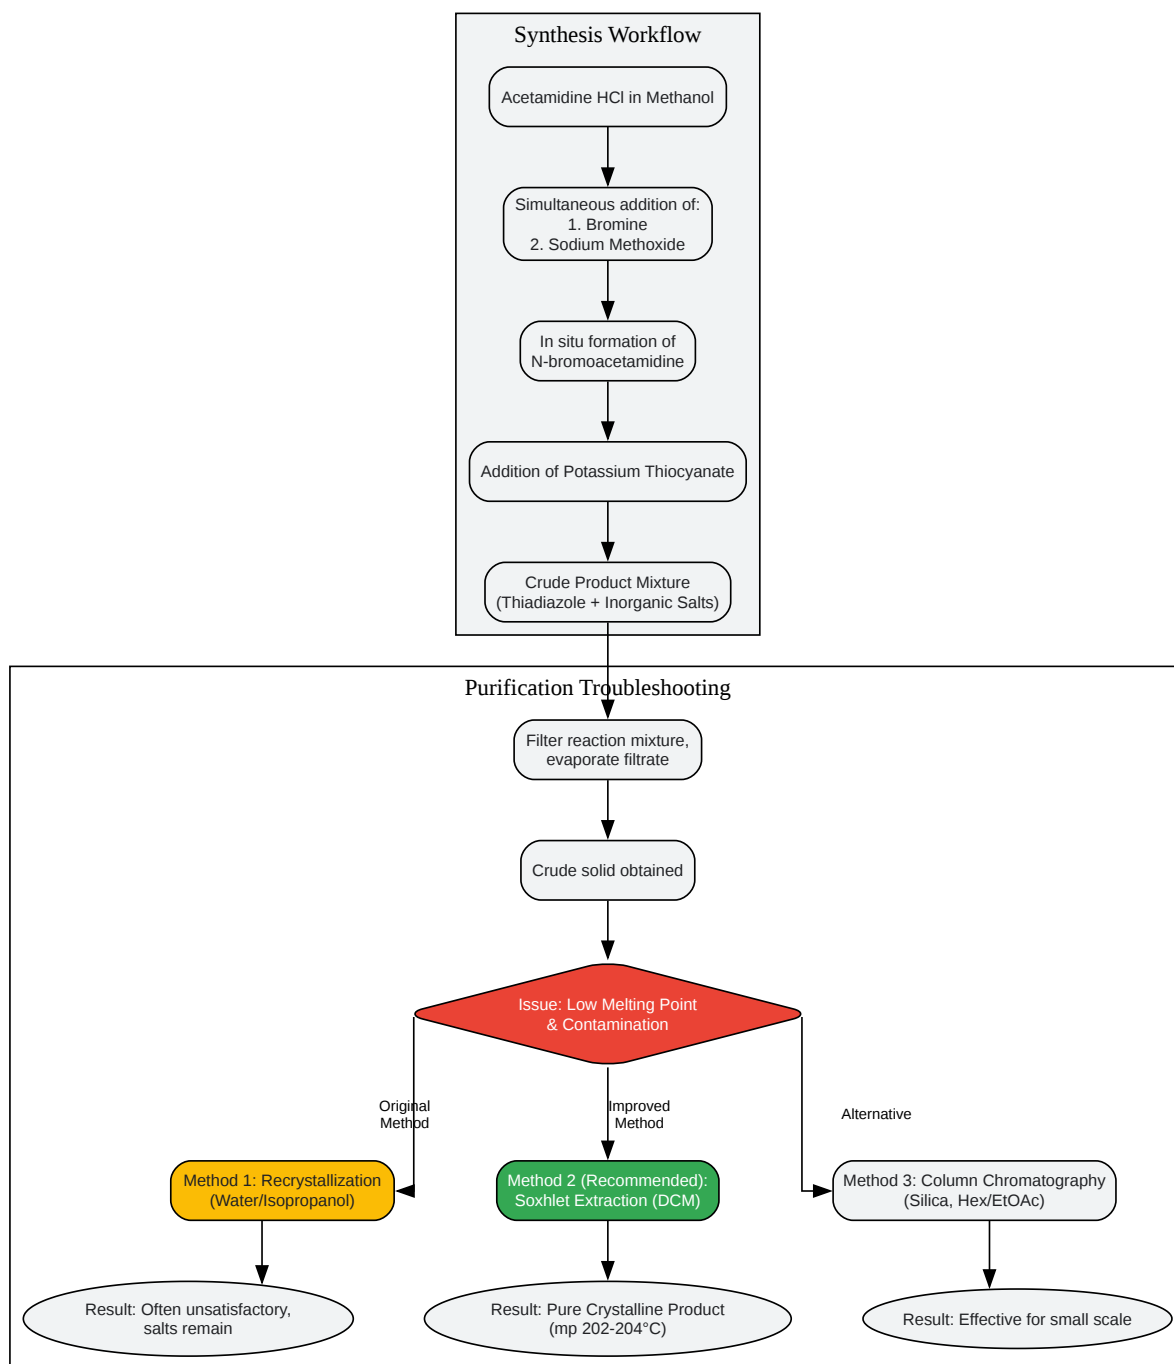 Synthesis Workflow
Acetamidine HCl in Methanol
Simultaneous addition of:
1. Bromine
2. Sodium Methoxide
In situ formation of
N-bromoacetamidine
Addition of Potassium Thiocyanate
Crude Product Mixture
(Thiadiazole + Inorganic Salts)
Purification Troubleshooting
Filter reaction mixture,
evaporate filtrate
Crude solid obtained
Issue: Low Melting Point
& Contamination
Original
Method
Improved
Method
Alternative
Method 1: Recrystallization
(Water/Isopropanol)
Method 2 (Recommended):
Soxhlet Extraction (DCM)
Method 3: Column Chromatography
(Silica, Hex/EtOAc)
Result: Often unsatisfactory,
salts remain
Result: Pure Crystalline Product
(mp 202-204°C)
Result: Effective for small scale